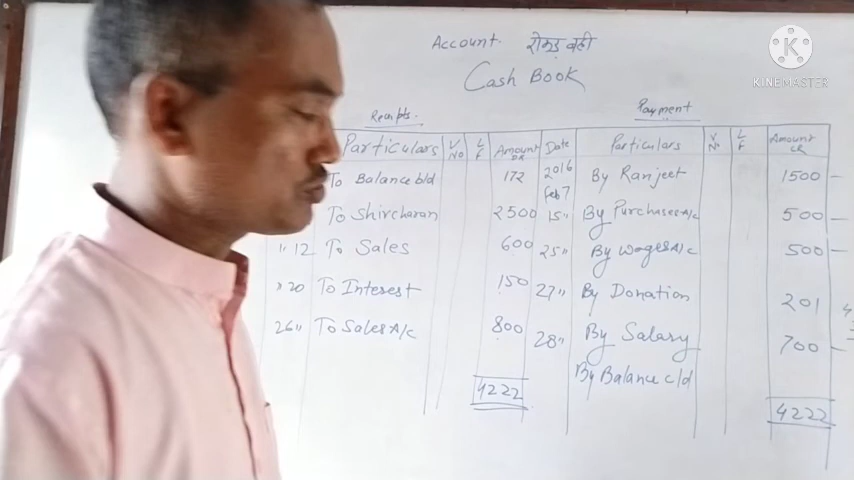 Account रोकड़ बही
Cash Book
Receipts
Payment
Particulars V No L F Amount DR Date Particulars V No L F Amount CR
To Balance b/d 172 2016 Feb 7 By Ranjeet 1500
To Shivcharan 2500 15" By Purchases A/c 500
" 12 To Sales 600 25" By wages A/c 500
" 20 To Interest 150 27" By Donation 201
26" To Sales A/c 800 28" By Salary 700
By Balance c/d
4222 4222
KINEMASTER